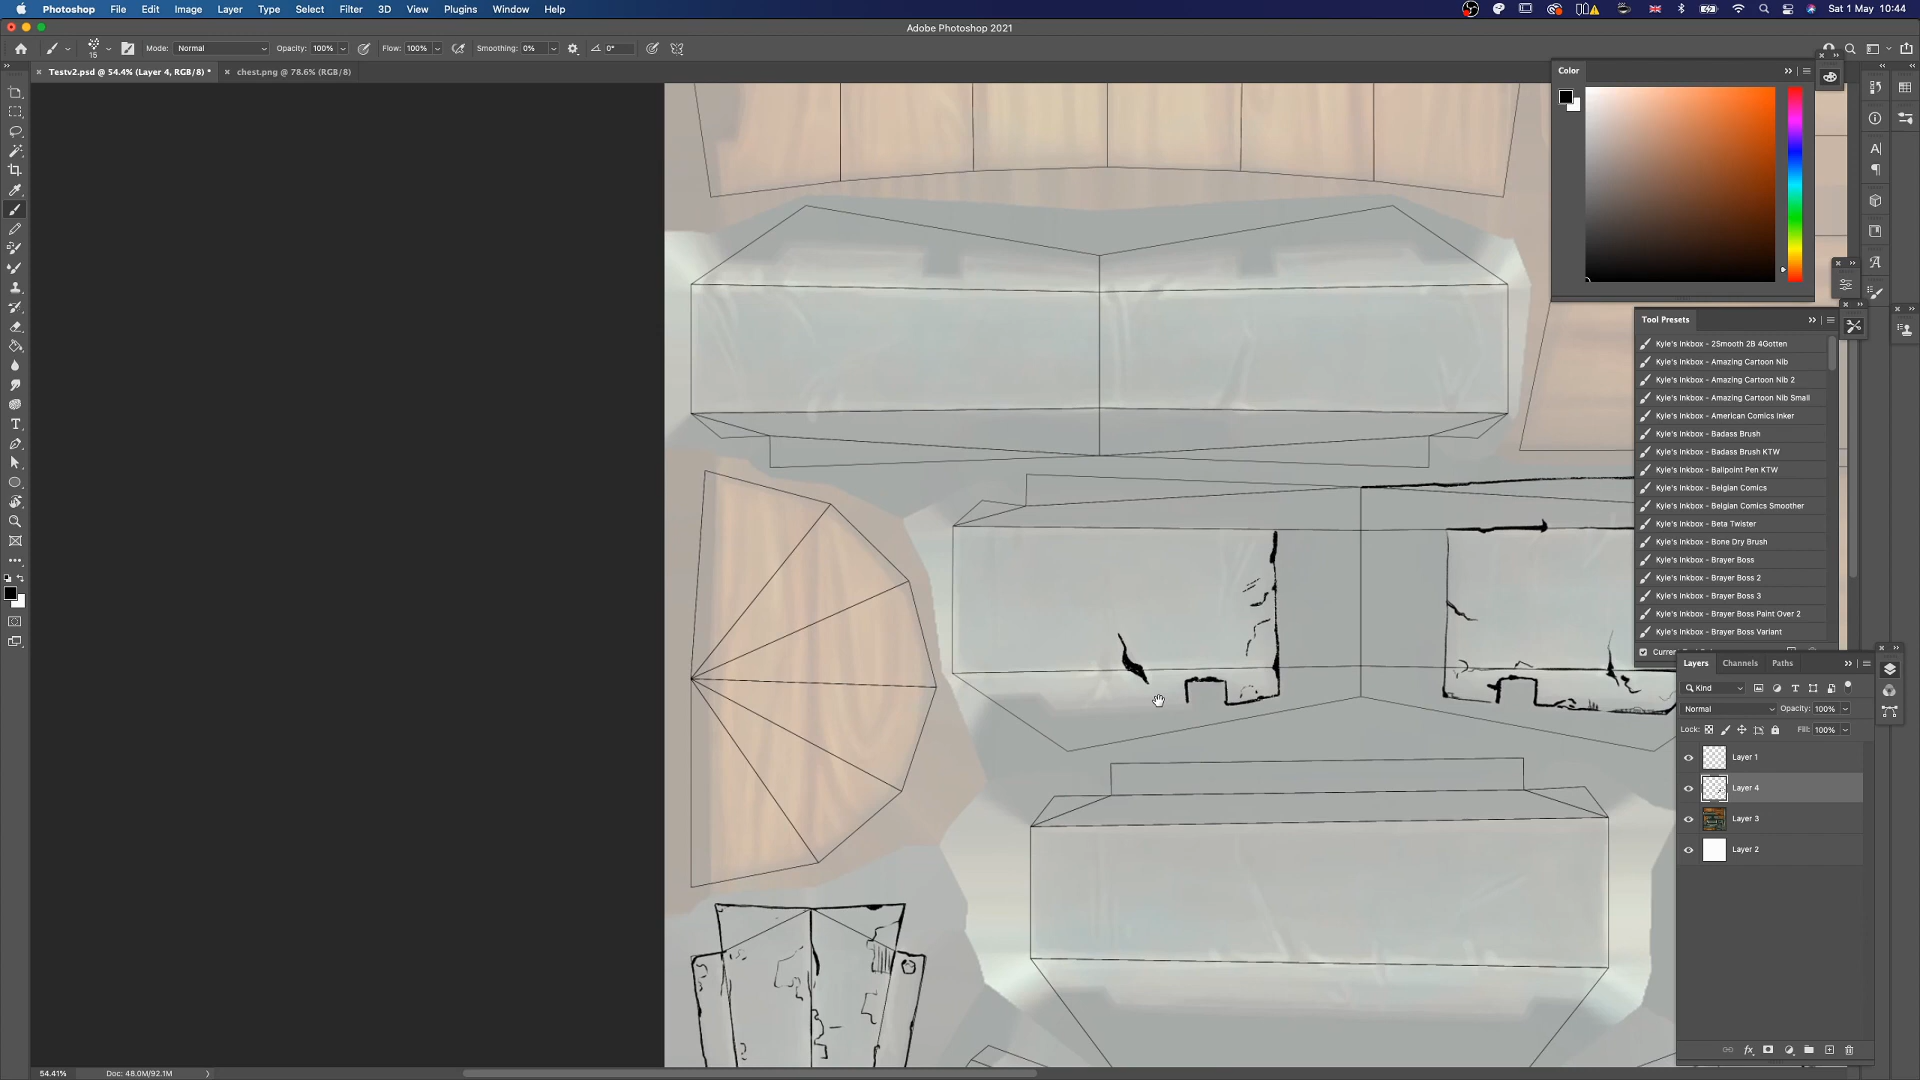 Photoshop File Edit Image Layer Type Select Filter 3D View Plugins Window Help Sat 1 May 10:44
Adobe Photoshop 2021
15 Mode: Normal Opacity: 100% Flow: 100% Smoothing: 0% 0°
Testv2.psd @ 54.4% (Layer 4, RGB/8) * chest.png @ 78.6% (RGB/8)
Color
Tool Presets
Kyle's Inkbox - 2Smooth 2B 4Gotten
Kyle's Inkbox - Amazing Cartoon Nib
Kyle's Inkbox - Amazing Cartoon Nib 2
Kyle's Inkbox - Amazing Cartoon Nib Small
Kyle's Inkbox - American Comics Inker
Kyle's Inkbox - Badass Brush
Kyle's Inkbox - Badass Brush KTW
Kyle's Inkbox - Ballpoint Pen KTW
Kyle's Inkbox - Belgian Comics
Kyle's Inkbox - Belgian Comics Smoother
Kyle's Inkbox - Beta Twister
Kyle's Inkbox - Bone Dry Brush
Kyle's Inkbox - Brayer Boss
Kyle's Inkbox - Brayer Boss 2
Kyle's Inkbox - Brayer Boss 3
Kyle's Inkbox - Brayer Boss Paint Over 2
Kyle's Inkbox - Brayer Boss Variant
Layers Channels Paths
Kind
Normal Opacity: 100%
Lock: Fill: 100%
Layer 1
Layer 4
Layer 3
Layer 2
54.41% Doc: 48.0M/92.1M